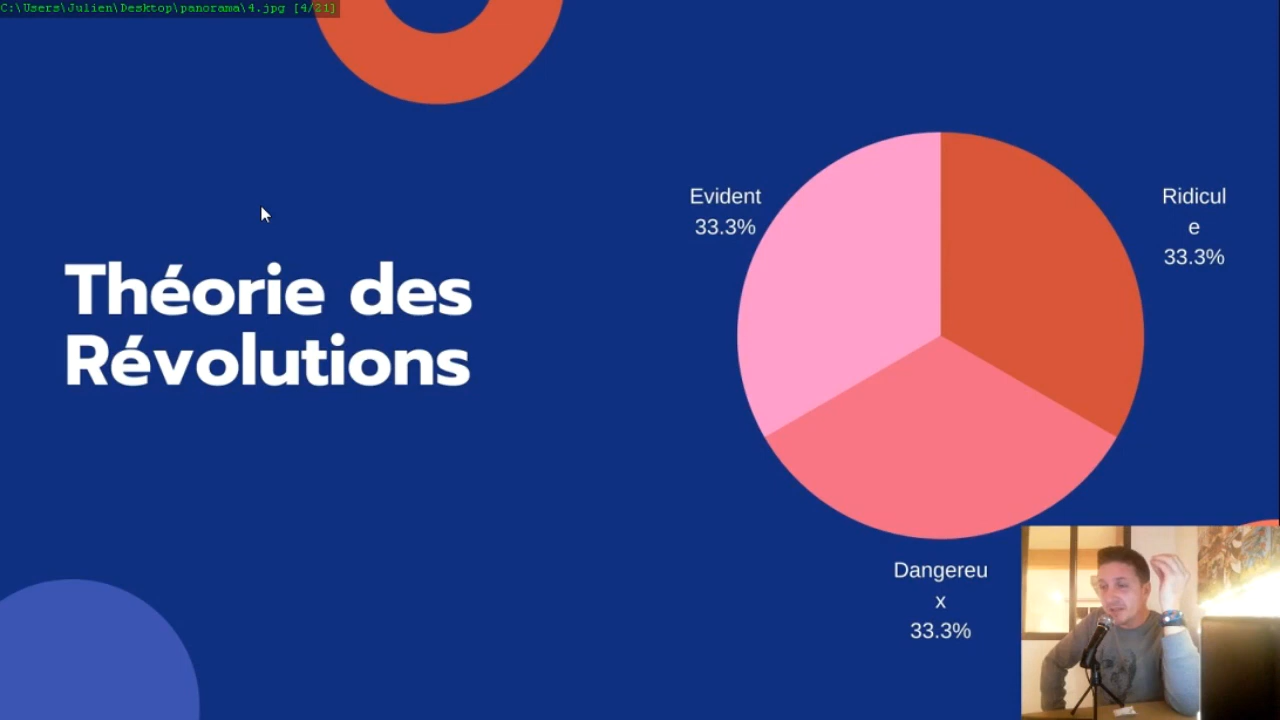 C:\Users\Julien\Desktop\panorama\4.jpg [4/21]
Evident
33.3%
Ridicul
e
33.3%
Théorie des
Révolutions
Dangereu
x
33.3%